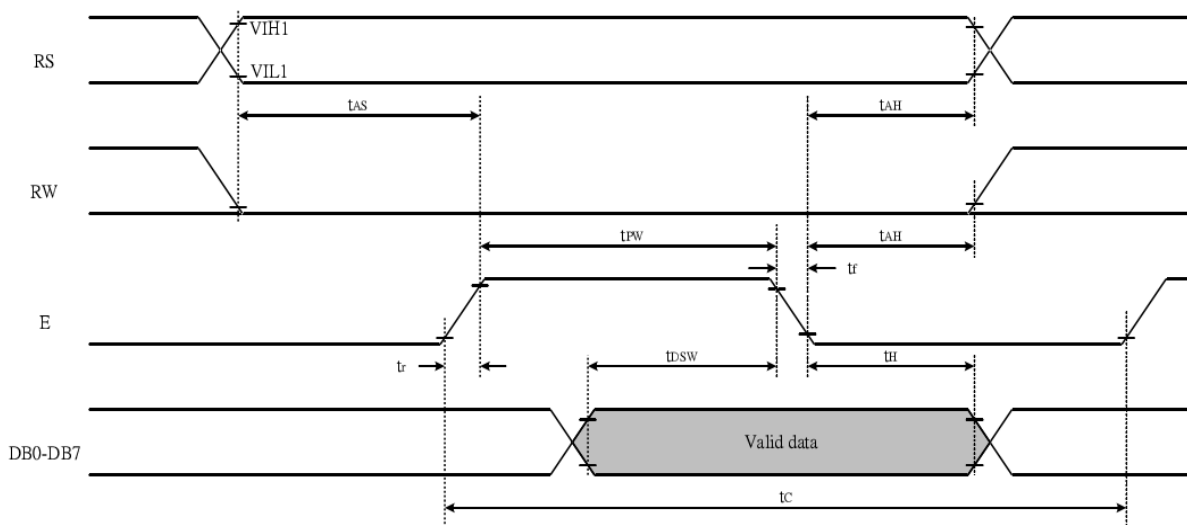 RS
VIH1
VIL1
tAS
tAH
RW
tPW
tAH
tf
E
tr
tDSW
tH
DB0-DB7
Valid data
tC